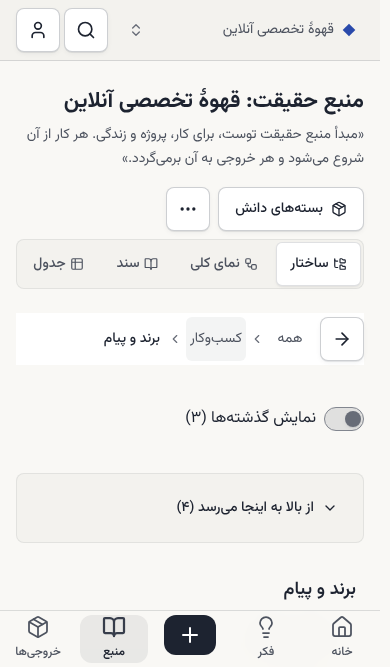 قهوهٔ تخصصی آنلاین
منبع حقیقت: قهوهٔ تخصصی آنلاین
«مبدأ منبع حقیقت توست، برای کار، پروژه و زندگی. هر کار از آن
شروع می‌شود و هر خروجی به آن برمی‌گردد.»
بسته‌های دانش
ساختار نمای کلی سند جدول
همه کسب‌وکار برند و پیام
نمایش گذشته‌ها (۳)
از بالا به اینجا می‌رسد (۴)
برند و پیام
خانه فکر منبع خروجی‌ها